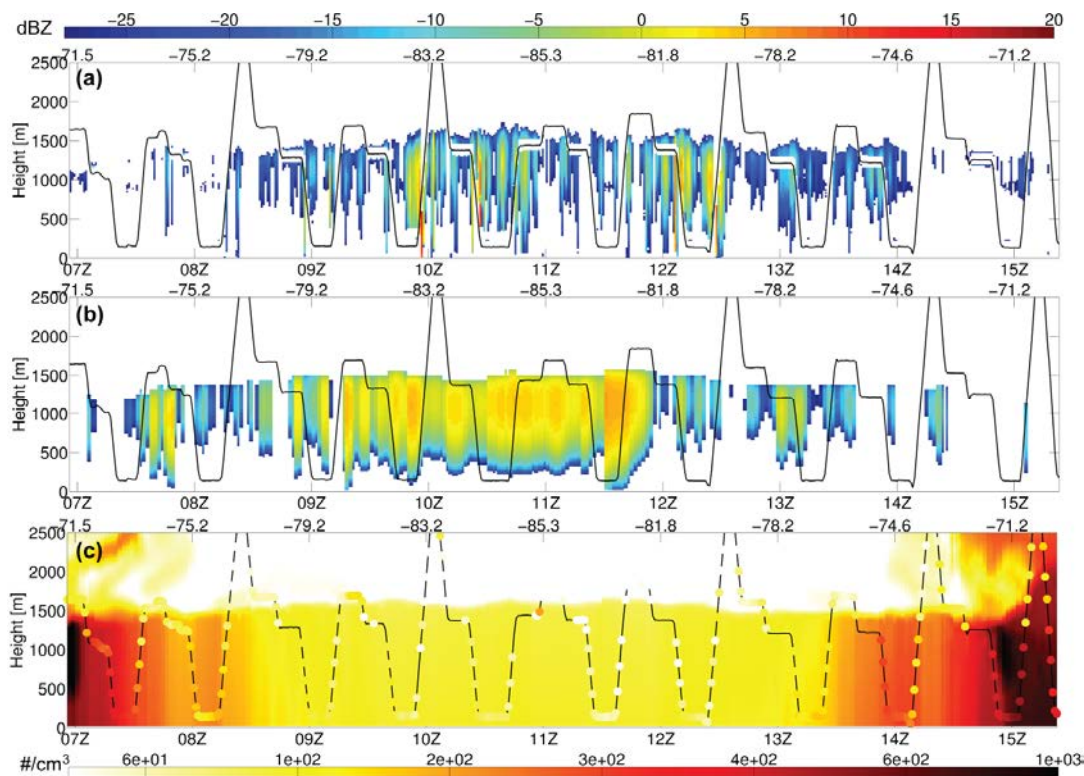 dBZ −25 −20 −15 −10 −5 0 5 10 15 20
−71.5 −75.2 −79.2 −83.2 −85.3 −81.8 −78.2 −74.6 −71.2
(a)
Height [m]
2500
2000
1500
1000
500
0
07Z 08Z 09Z 10Z 11Z 12Z 13Z 14Z 15Z
−71.5 −75.2 −79.2 −83.2 −85.3 −81.8 −78.2 −74.6 −71.2
(b)
Height [m]
2500
2000
1500
1000
500
0
07Z 08Z 09Z 10Z 11Z 12Z 13Z 14Z 15Z
−71.5 −75.2 −79.2 −83.2 −85.3 −81.8 −78.2 −74.6 −71.2
(c)
Height [m]
2500
2000
1500
1000
500
0
07Z 08Z 09Z 10Z 11Z 12Z 13Z 14Z 15Z
#/cm³ 6e+01 1e+02 2e+02 3e+02 4e+02 6e+02 1e+03